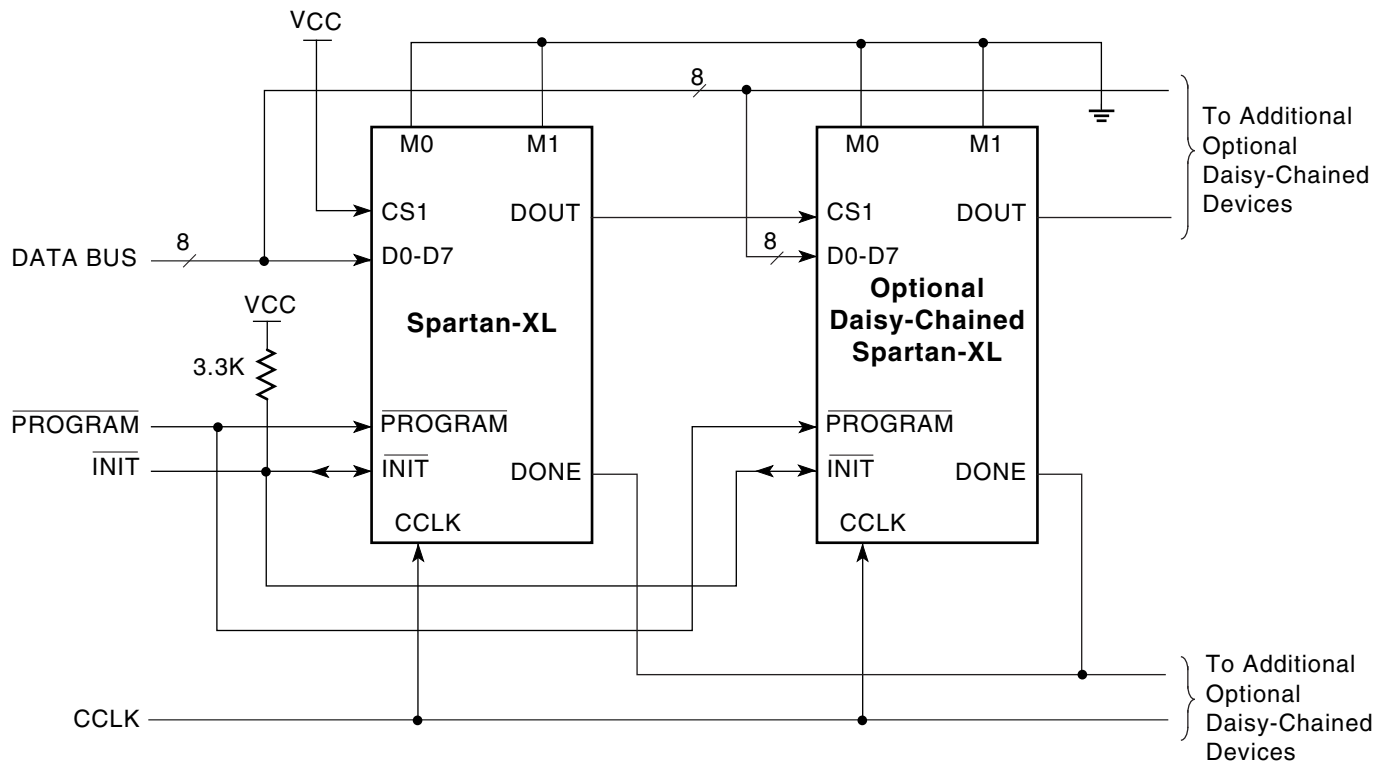 VCC
8
M0
M1
M0
M1
To Additional
Optional
Daisy-Chained
Devices
CS1
DOUT
CS1
DOUT
DATA BUS
8
D0-D7
8
D0-D7
VCC
Spartan-XL
Optional
Daisy-Chained
Spartan-XL
3.3K
PROGRAM
PROGRAM
PROGRAM
INIT
INIT
DONE
INIT
DONE
CCLK
CCLK
To Additional
Optional
Daisy-Chained
Devices
CCLK